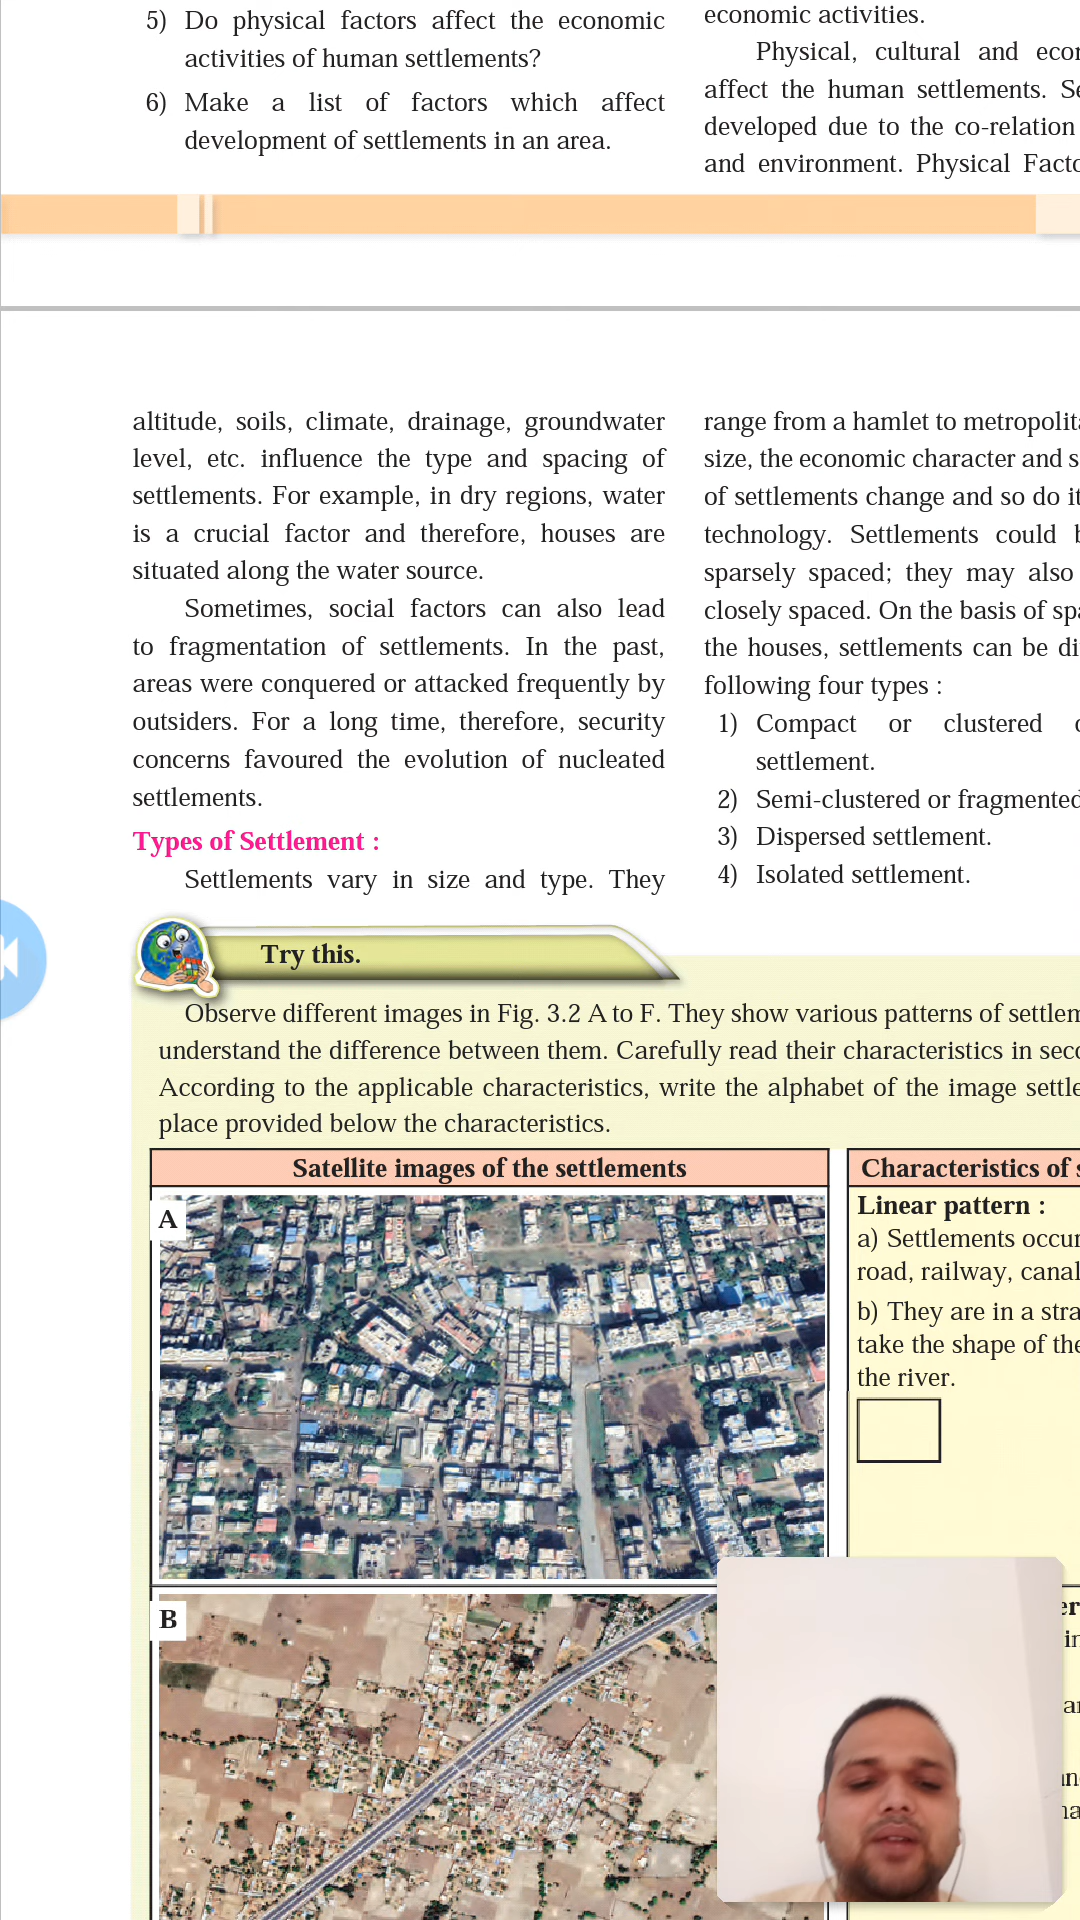 5) Do physical factors affect the economic
activities of human settlements?
6) Make a list of factors which affect
development of settlements in an area.
economic activities.
Physical, cultural and
affect the human settlements.
developed due to the co-relation
and environment. Physical
altitude, soils, climate, drainage, groundwater
level, etc. influence the type and spacing of
settlements. For example, in dry regions, water
is a crucial factor and therefore, houses are
situated along the water source.
Sometimes, social factors can also lead
to fragmentation of settlements. In the past,
areas were conquered or attacked frequently by
outsiders. For a long time, therefore, security
concerns favoured the evolution of nucleated
settlements.
Types of Settlement :
Settlements vary in size and type. They
range from a hamlet to
size, the economic character and
of settlements change and so do
technology. Settlements could
sparsely spaced; they may also
closely spaced. On the basis of
the houses, settlements can be
following four types :
1) Compact or clustered
settlement.
2) Semi-clustered or fragmented
3) Dispersed settlement.
4) Isolated settlement.
Try this.
Observe different images in Fig. 3.2 A to F. They show various patterns of
understand the difference between them. Carefully read their characteristics in
According to the applicable characteristics, write the alphabet of the image
place provided below the characteristics.
Satellite images of the settlements
A
B
Characteristics of
Linear pattern :
a) Settlements occur
road, railway, canal
b) They are in a
take the shape of the
the river.